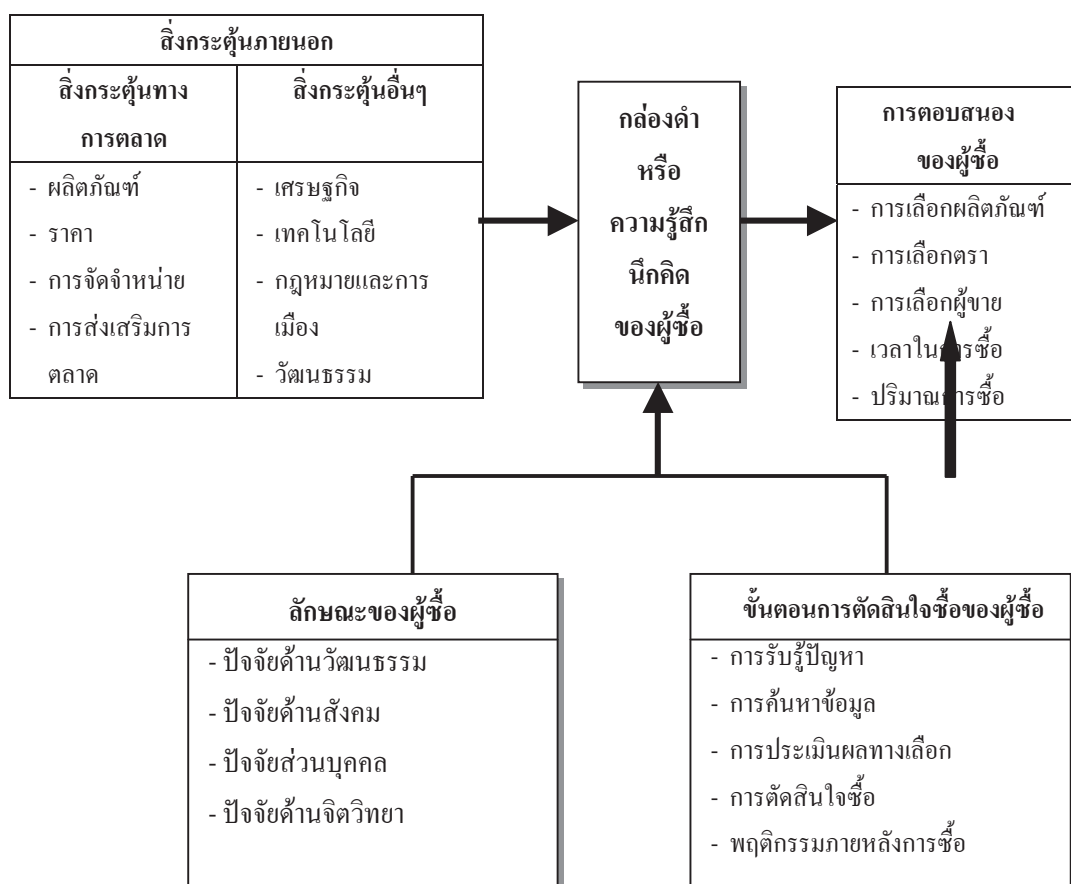 สิ่งกระตุ้นภายนอก
สิ่งกระตุ้นทาง
การตลาด
สิ่งกระตุ้นอื่นๆ
- ผลิตภัณฑ์
- ราคา
- การจัดจำหน่าย
- การส่งเสริมการ
ตลาด
- เศรษฐกิจ
- เทคโนโลยี
- กฎหมายและการ
เมือง
- วัฒนธรรม
กล่องดำ
หรือ
ความรู้สึก
นึกคิด
ของผู้ซื้อ
การตอบสนอง
ของผู้ซื้อ
- การเลือกผลิตภัณฑ์
- การเลือกตรา
- การเลือกผู้ขาย
- เวลาในการซื้อ
- ปริมาณการซื้อ
ลักษณะของผู้ซื้อ
- ปัจจัยด้านวัฒนธรรม
- ปัจจัยด้านสังคม
- ปัจจัยส่วนบุคคล
- ปัจจัยด้านจิตวิทยา
ขั้นตอนการตัดสินใจซื้อของผู้ซื้อ
- การรับรู้ปัญหา
- การค้นหาข้อมูล
- การประเมินผลทางเลือก
- การตัดสินใจซื้อ
- พฤติกรรมภายหลังการซื้อ